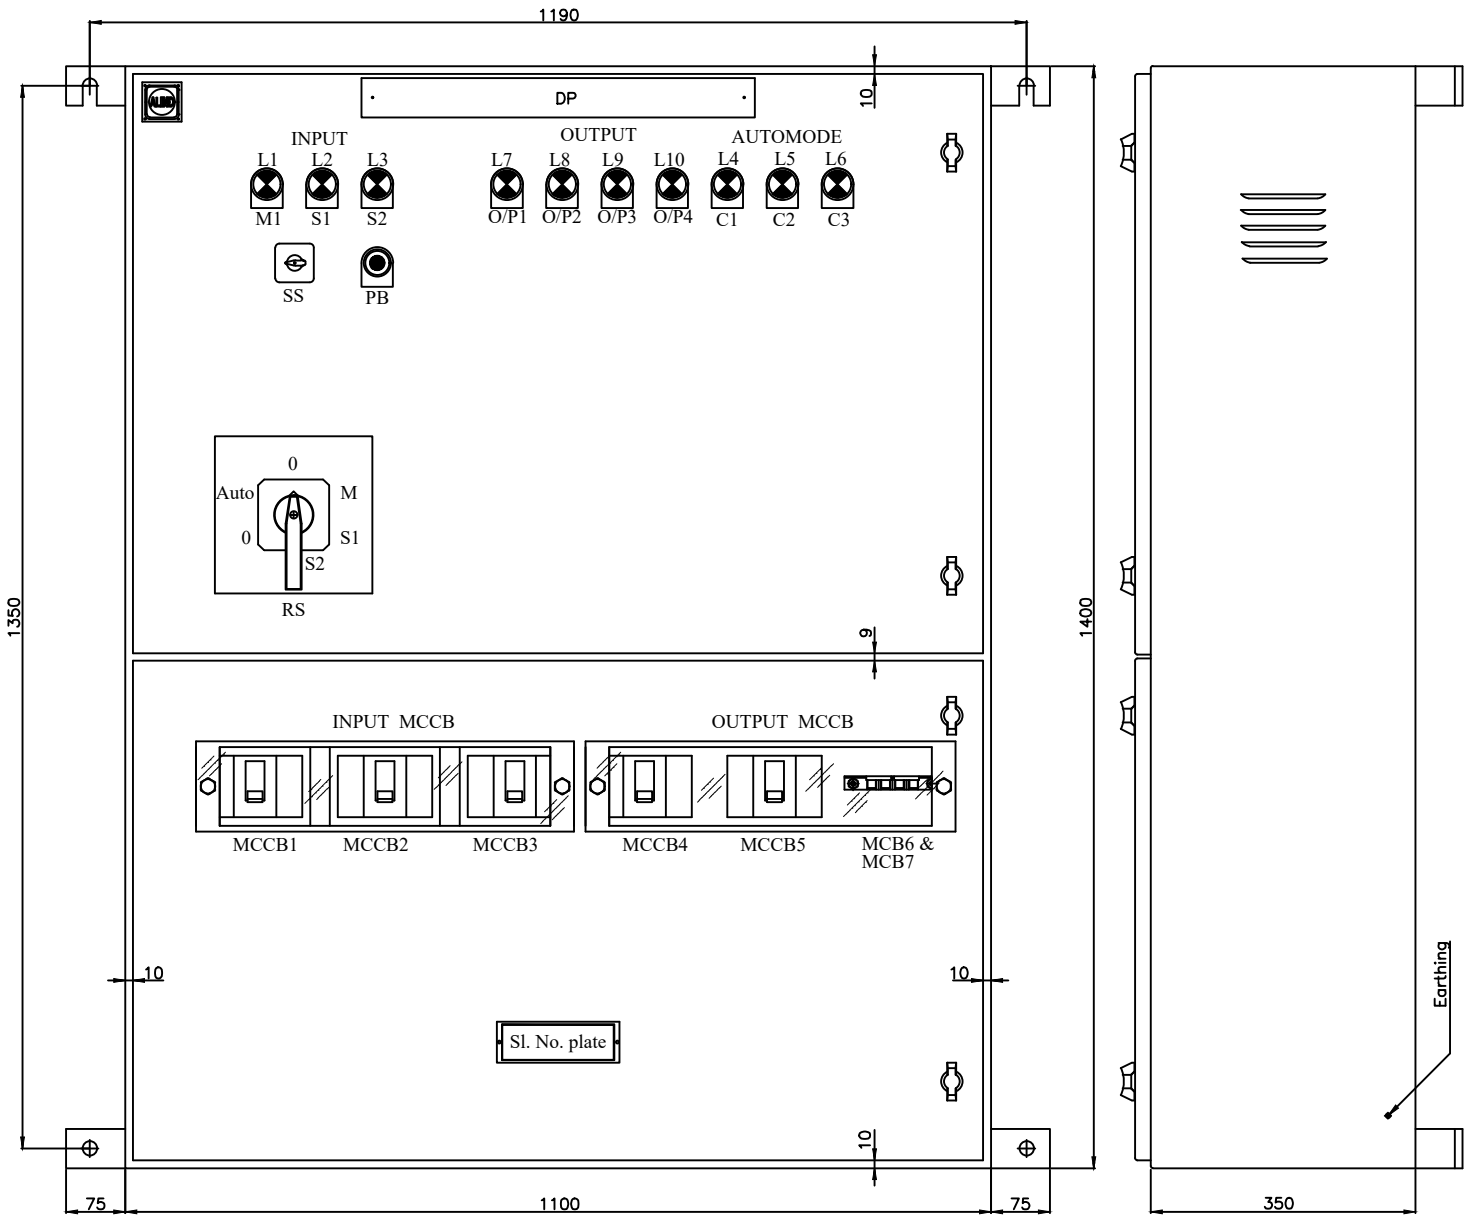 1190
DP
10
INPUT
OUTPUT
AUTOMODE
L1 L2 L3 L7 L8 L9 L10 L4 L5 L6
M1 S1 S2 O/P1 O/P2 O/P3 O/P4 C1 C2 C3
SS
PB
0
Auto
M
0
S1
S2
RS
1350
1400
9
INPUT MCCB
OUTPUT MCCB
MCCB1
MCCB2
MCCB3
MCCB4
MCCB5
MCB6 &
MCB7
10
10
Earthing
Sl. No. plate
10
75
1100
75
350